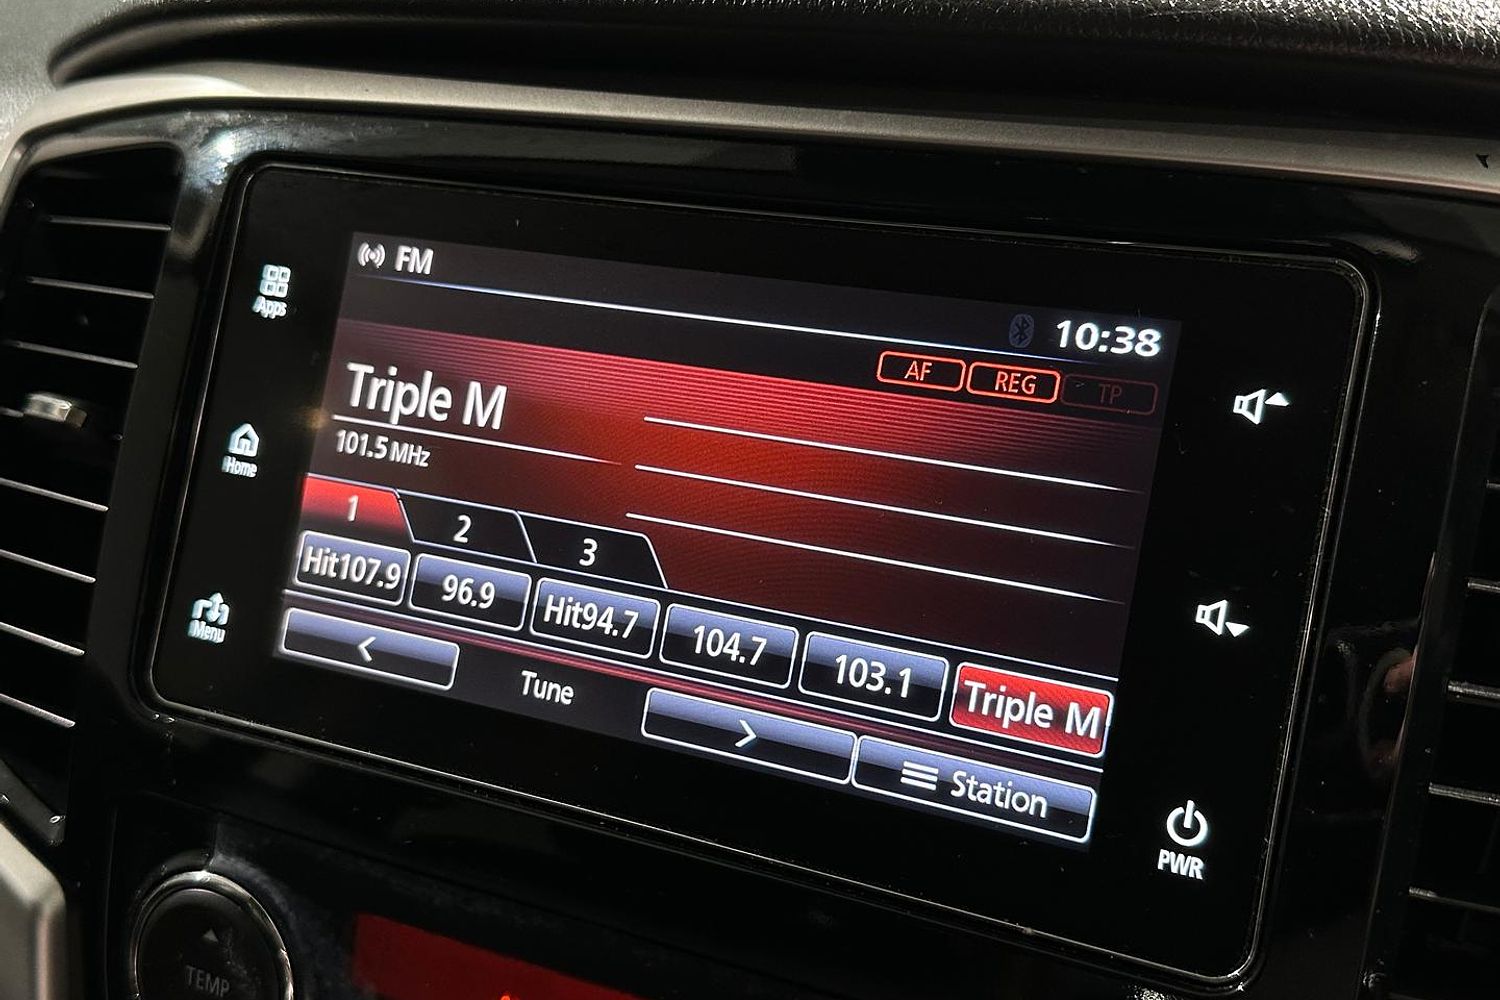 FM
10:38
AF REG TP
Triple M
101.5 MHz
1 2 3
Hit107.9 96.9 Hit94.7 104.7 103.1 Triple M
< Tune > Station
Apps
Home
Menu
PWR
TEMP